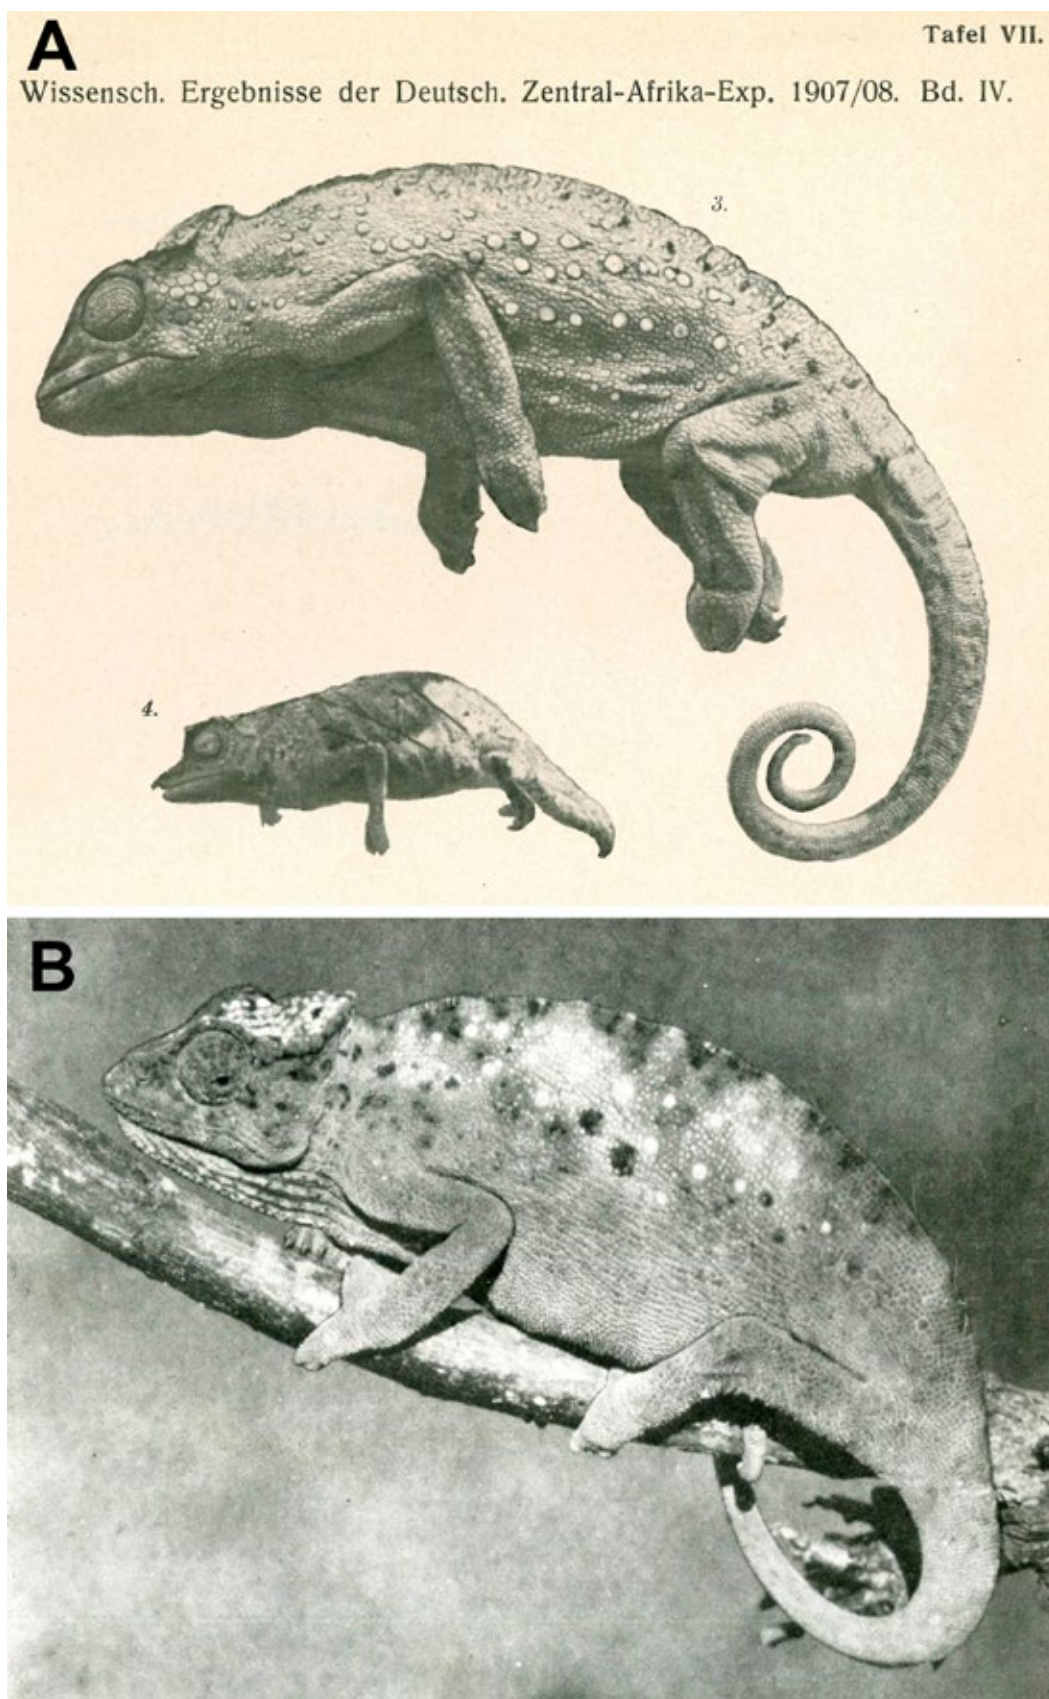 A
Tafel VII.
Wissensch. Ergebnisse der Deutsch. Zentral-Afrika-Exp. 1907/08. Bd. IV.
3.
4.
B